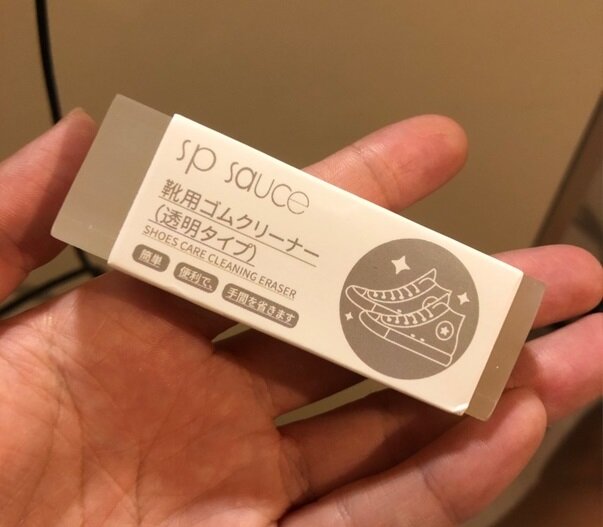 sp sauce
靴用ゴムクリーナー
(透明タイプ)
SHOES CARE CLEANING ERASER
簡単 便利で、 手間を省きます